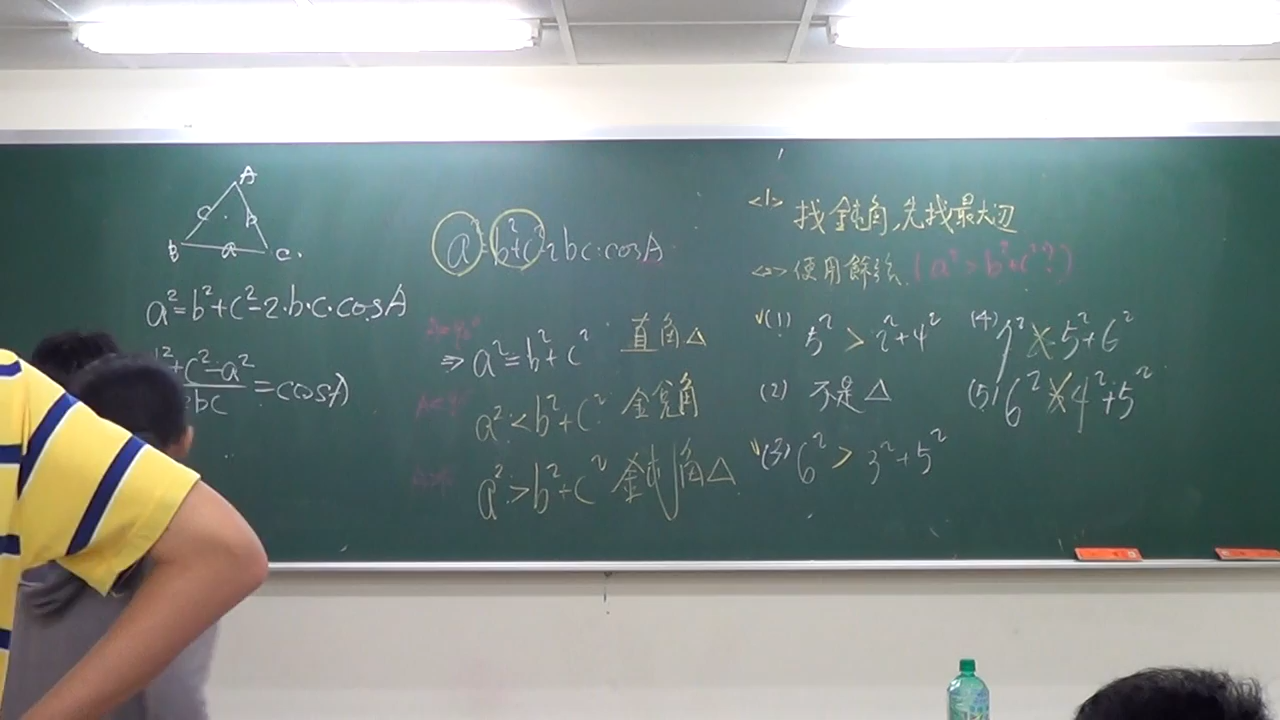 A
c b
B a C
a²=b²+c²-2·b·c·cosA
+c²-a²
bc =cosA
a²=b²+c²-2bc·cosA
⇒ a²=b²+c² 直角△
a²<b²+c² 銳角
a²>b²+c² 鈍角△
<1> 找鈍角,先找最大边
<2> 使用餘弦 (a²>b²+c²?)
√(1) 5² > 2²+4²
(2) 不是△
√(3) 6² > 3²+5²
(4) 7² 5²+6²
(5) 6² 4²+5²